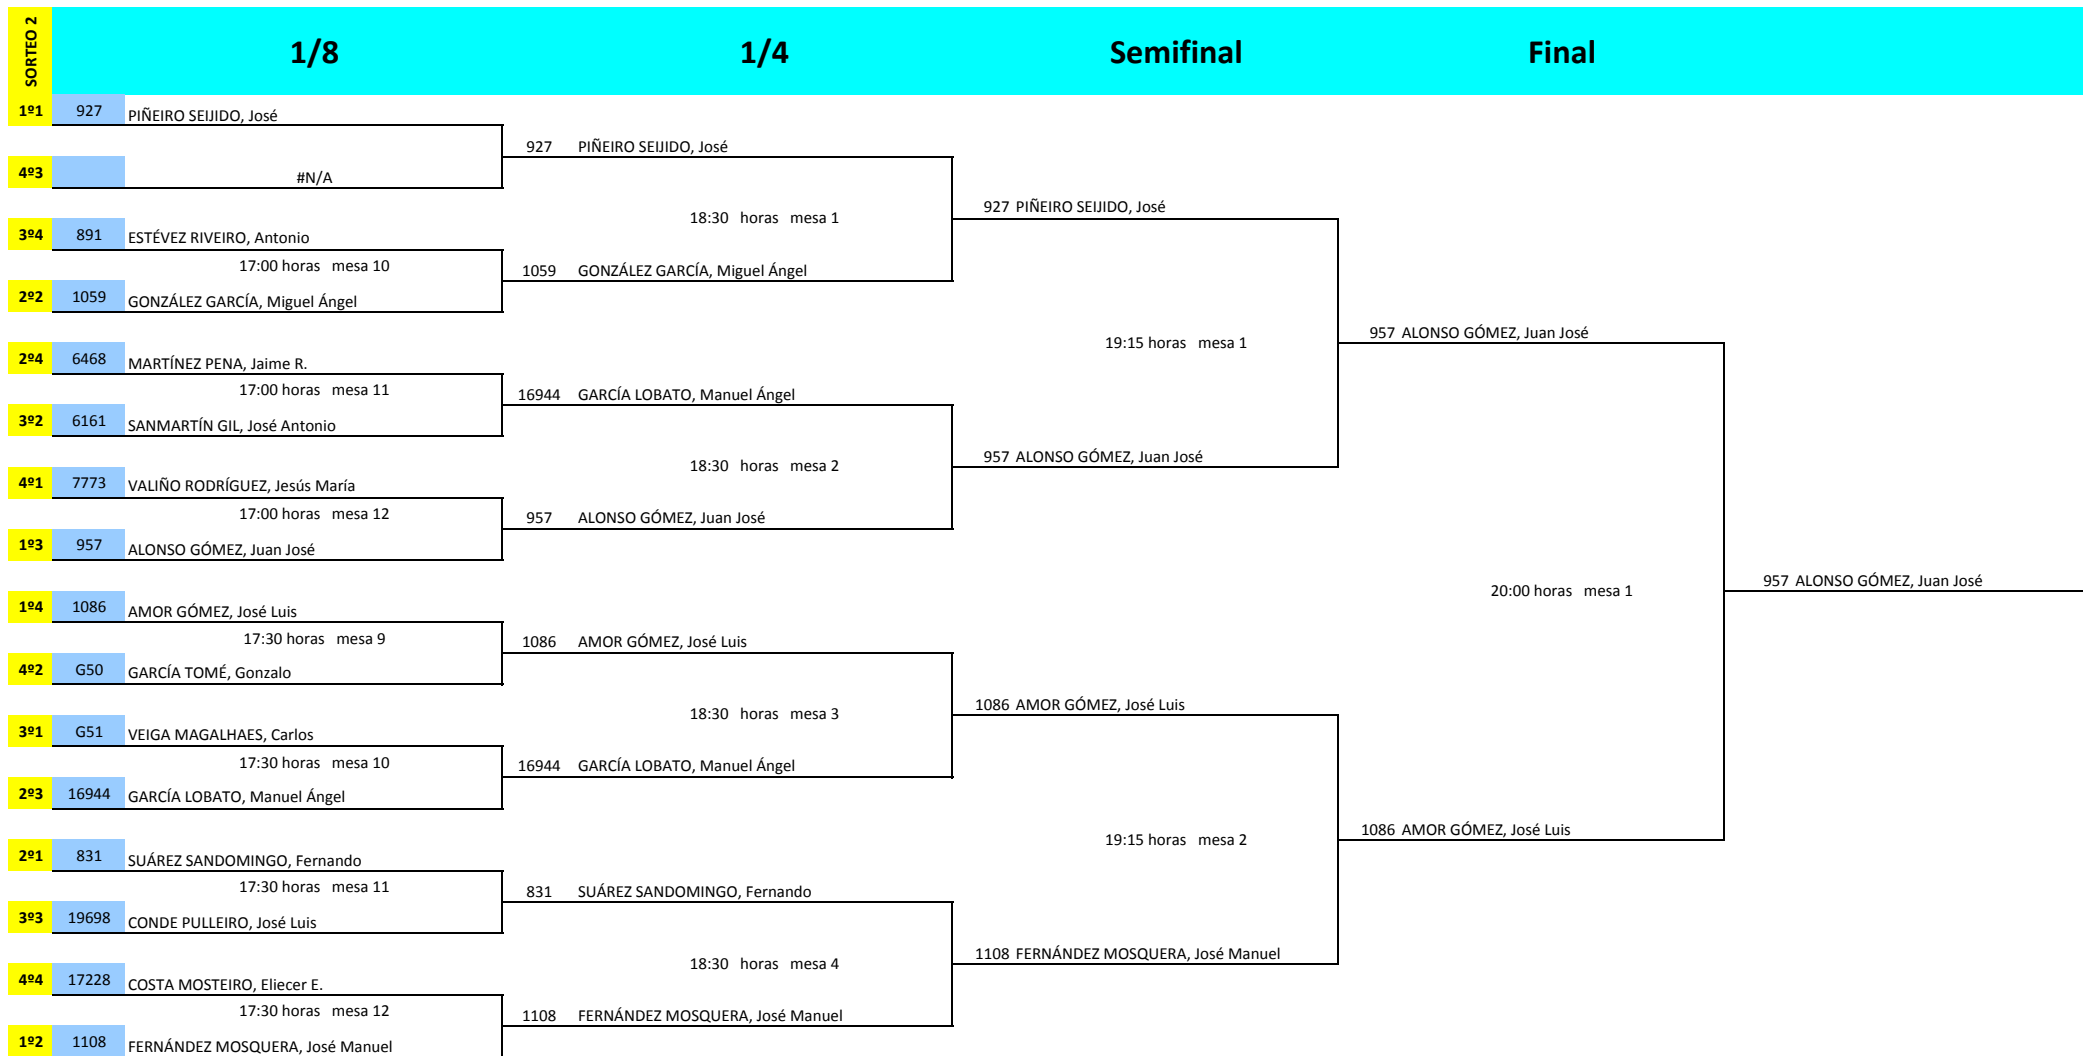 SORTEO 2
1/8 1/4 Semifinal Final
1º1 927 PIÑEIRO SEIJIDO, José
927 PIÑEIRO SEIJIDO, José
4º3 #N/A
927 PIÑEIRO SEIJIDO, José
18:30 horas mesa 1
3º4 891 ESTÉVEZ RIVEIRO, Antonio
17:00 horas mesa 10
1059 GONZÁLEZ GARCÍA, Miguel Ángel
2º2 1059 GONZÁLEZ GARCÍA, Miguel Ángel
957 ALONSO GÓMEZ, Juan José
19:15 horas mesa 1
2º4 6468 MARTÍNEZ PENA, Jaime R.
17:00 horas mesa 11
16944 GARCÍA LOBATO, Manuel Ángel
3º2 6161 SANMARTÍN GIL, José Antonio
957 ALONSO GÓMEZ, Juan José
18:30 horas mesa 2
4º1 7773 VALIÑO RODRÍGUEZ, Jesús María
17:00 horas mesa 12
957 ALONSO GÓMEZ, Juan José
1º3 957 ALONSO GÓMEZ, Juan José
957 ALONSO GÓMEZ, Juan José
20:00 horas mesa 1
1º4 1086 AMOR GÓMEZ, José Luis
17:30 horas mesa 9
1086 AMOR GÓMEZ, José Luis
4º2 G50 GARCÍA TOMÉ, Gonzalo
1086 AMOR GÓMEZ, José Luis
18:30 horas mesa 3
3º1 G51 VEIGA MAGALHAES, Carlos
17:30 horas mesa 10
16944 GARCÍA LOBATO, Manuel Ángel
2º3 16944 GARCÍA LOBATO, Manuel Ángel
1086 AMOR GÓMEZ, José Luis
19:15 horas mesa 2
2º1 831 SUÁREZ SANDOMINGO, Fernando
17:30 horas mesa 11
831 SUÁREZ SANDOMINGO, Fernando
3º3 19698 CONDE PULLEIRO, José Luis
1108 FERNÁNDEZ MOSQUERA, José Manuel
18:30 horas mesa 4
4º4 17228 COSTA MOSTEIRO, Eliecer E.
17:30 horas mesa 12
1108 FERNÁNDEZ MOSQUERA, José Manuel
1º2 1108 FERNÁNDEZ MOSQUERA, José Manuel